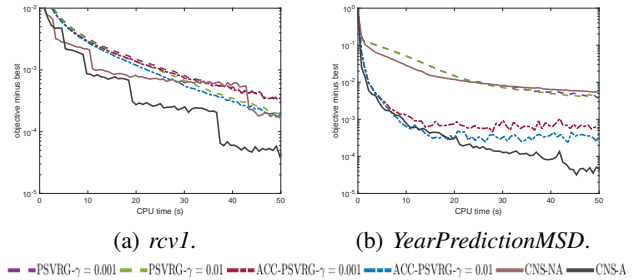 10^-2
10^-3
10^-4
10^-5
objective minus best
0 10 20 30 40 50
CPU time (s)
(a) rcv1.
10^0
10^-1
10^-2
10^-3
10^-4
10^-5
objective minus best
0 10 20 30 40 50
CPU time (s)
(b) YearPredictionMSD.
PSVRG-γ = 0.001 PSVRG-γ = 0.01 ACC-PSVRG-γ = 0.001 ACC-PSVRG-γ = 0.01 CNS-NA CNS-A